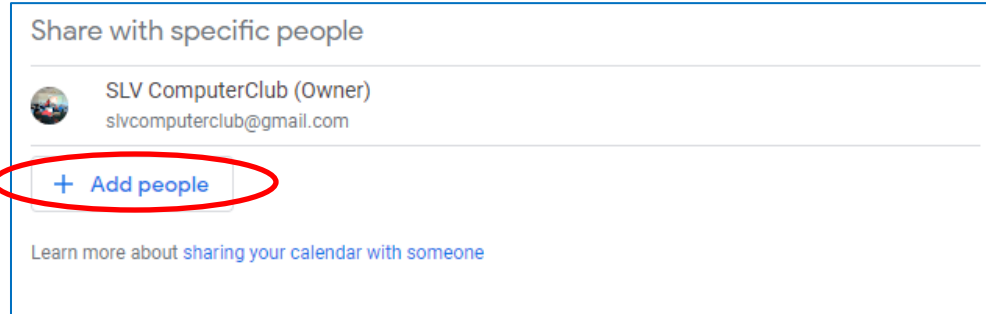 Share with specific people
SLV ComputerClub (Owner)
slvcomputerclub@gmail.com
+ Add people
Learn more about sharing your calendar with someone